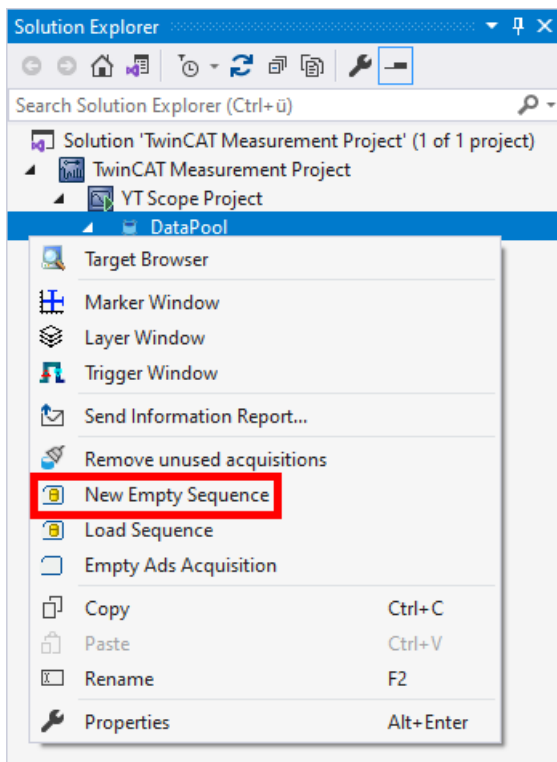 Solution Explorer
Search Solution Explorer (Ctrl+ü)
Solution 'TwinCAT Measurement Project' (1 of 1 project)
TwinCAT Measurement Project
YT Scope Project
DataPool
Target Browser
Marker Window
Layer Window
Trigger Window
Send Information Report...
Remove unused acquisitions
New Empty Sequence
Load Sequence
Empty Ads Acquisition
Copy Ctrl+C
Paste Ctrl+V
Rename F2
Properties Alt+Enter